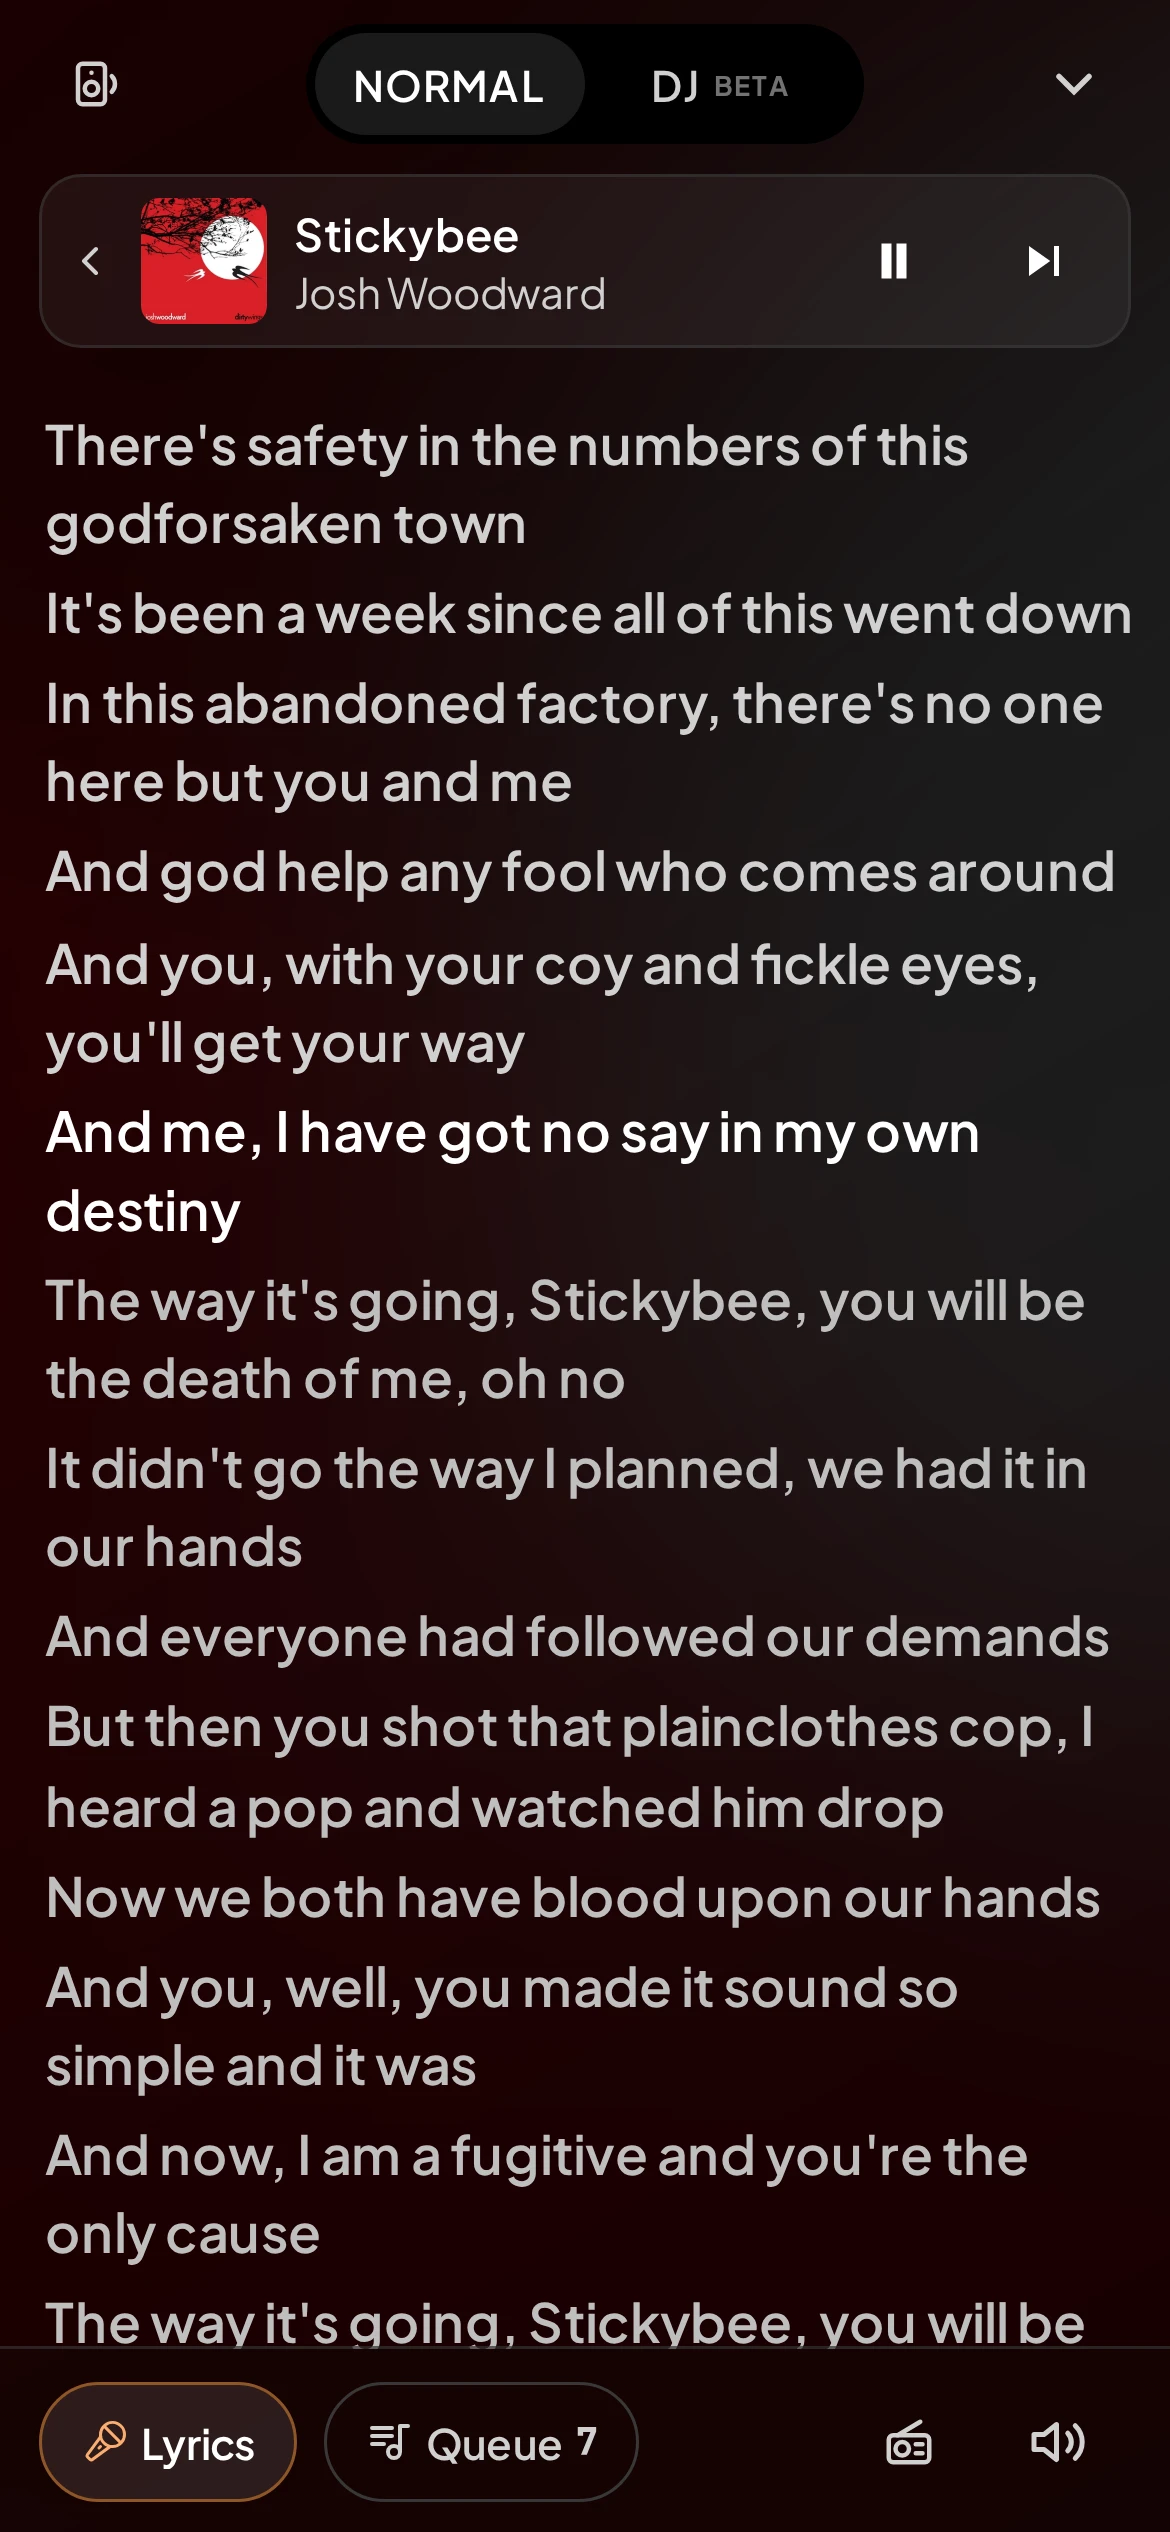 NORMAL
DJ BETA
Stickybee
Josh Woodward
joshwoodward
dirtywings
There's safety in the numbers of this
godforsaken town
It's been a week since all of this went down
In this abandoned factory, there's no one
here but you and me
And god help any fool who comes around
And you, with your coy and fickle eyes,
you'll get your way
And me, I have got no say in my own
destiny
The way it's going, Stickybee, you will be
the death of me, oh no
It didn't go the way I planned, we had it in
our hands
And everyone had followed our demands
But then you shot that plainclothes cop, I
heard a pop and watched him drop
Now we both have blood upon our hands
And you, well, you made it sound so
simple and it was
And now, I am a fugitive and you're the
only cause
The way it's going, Stickybee, you will be
Lyrics
Queue 7